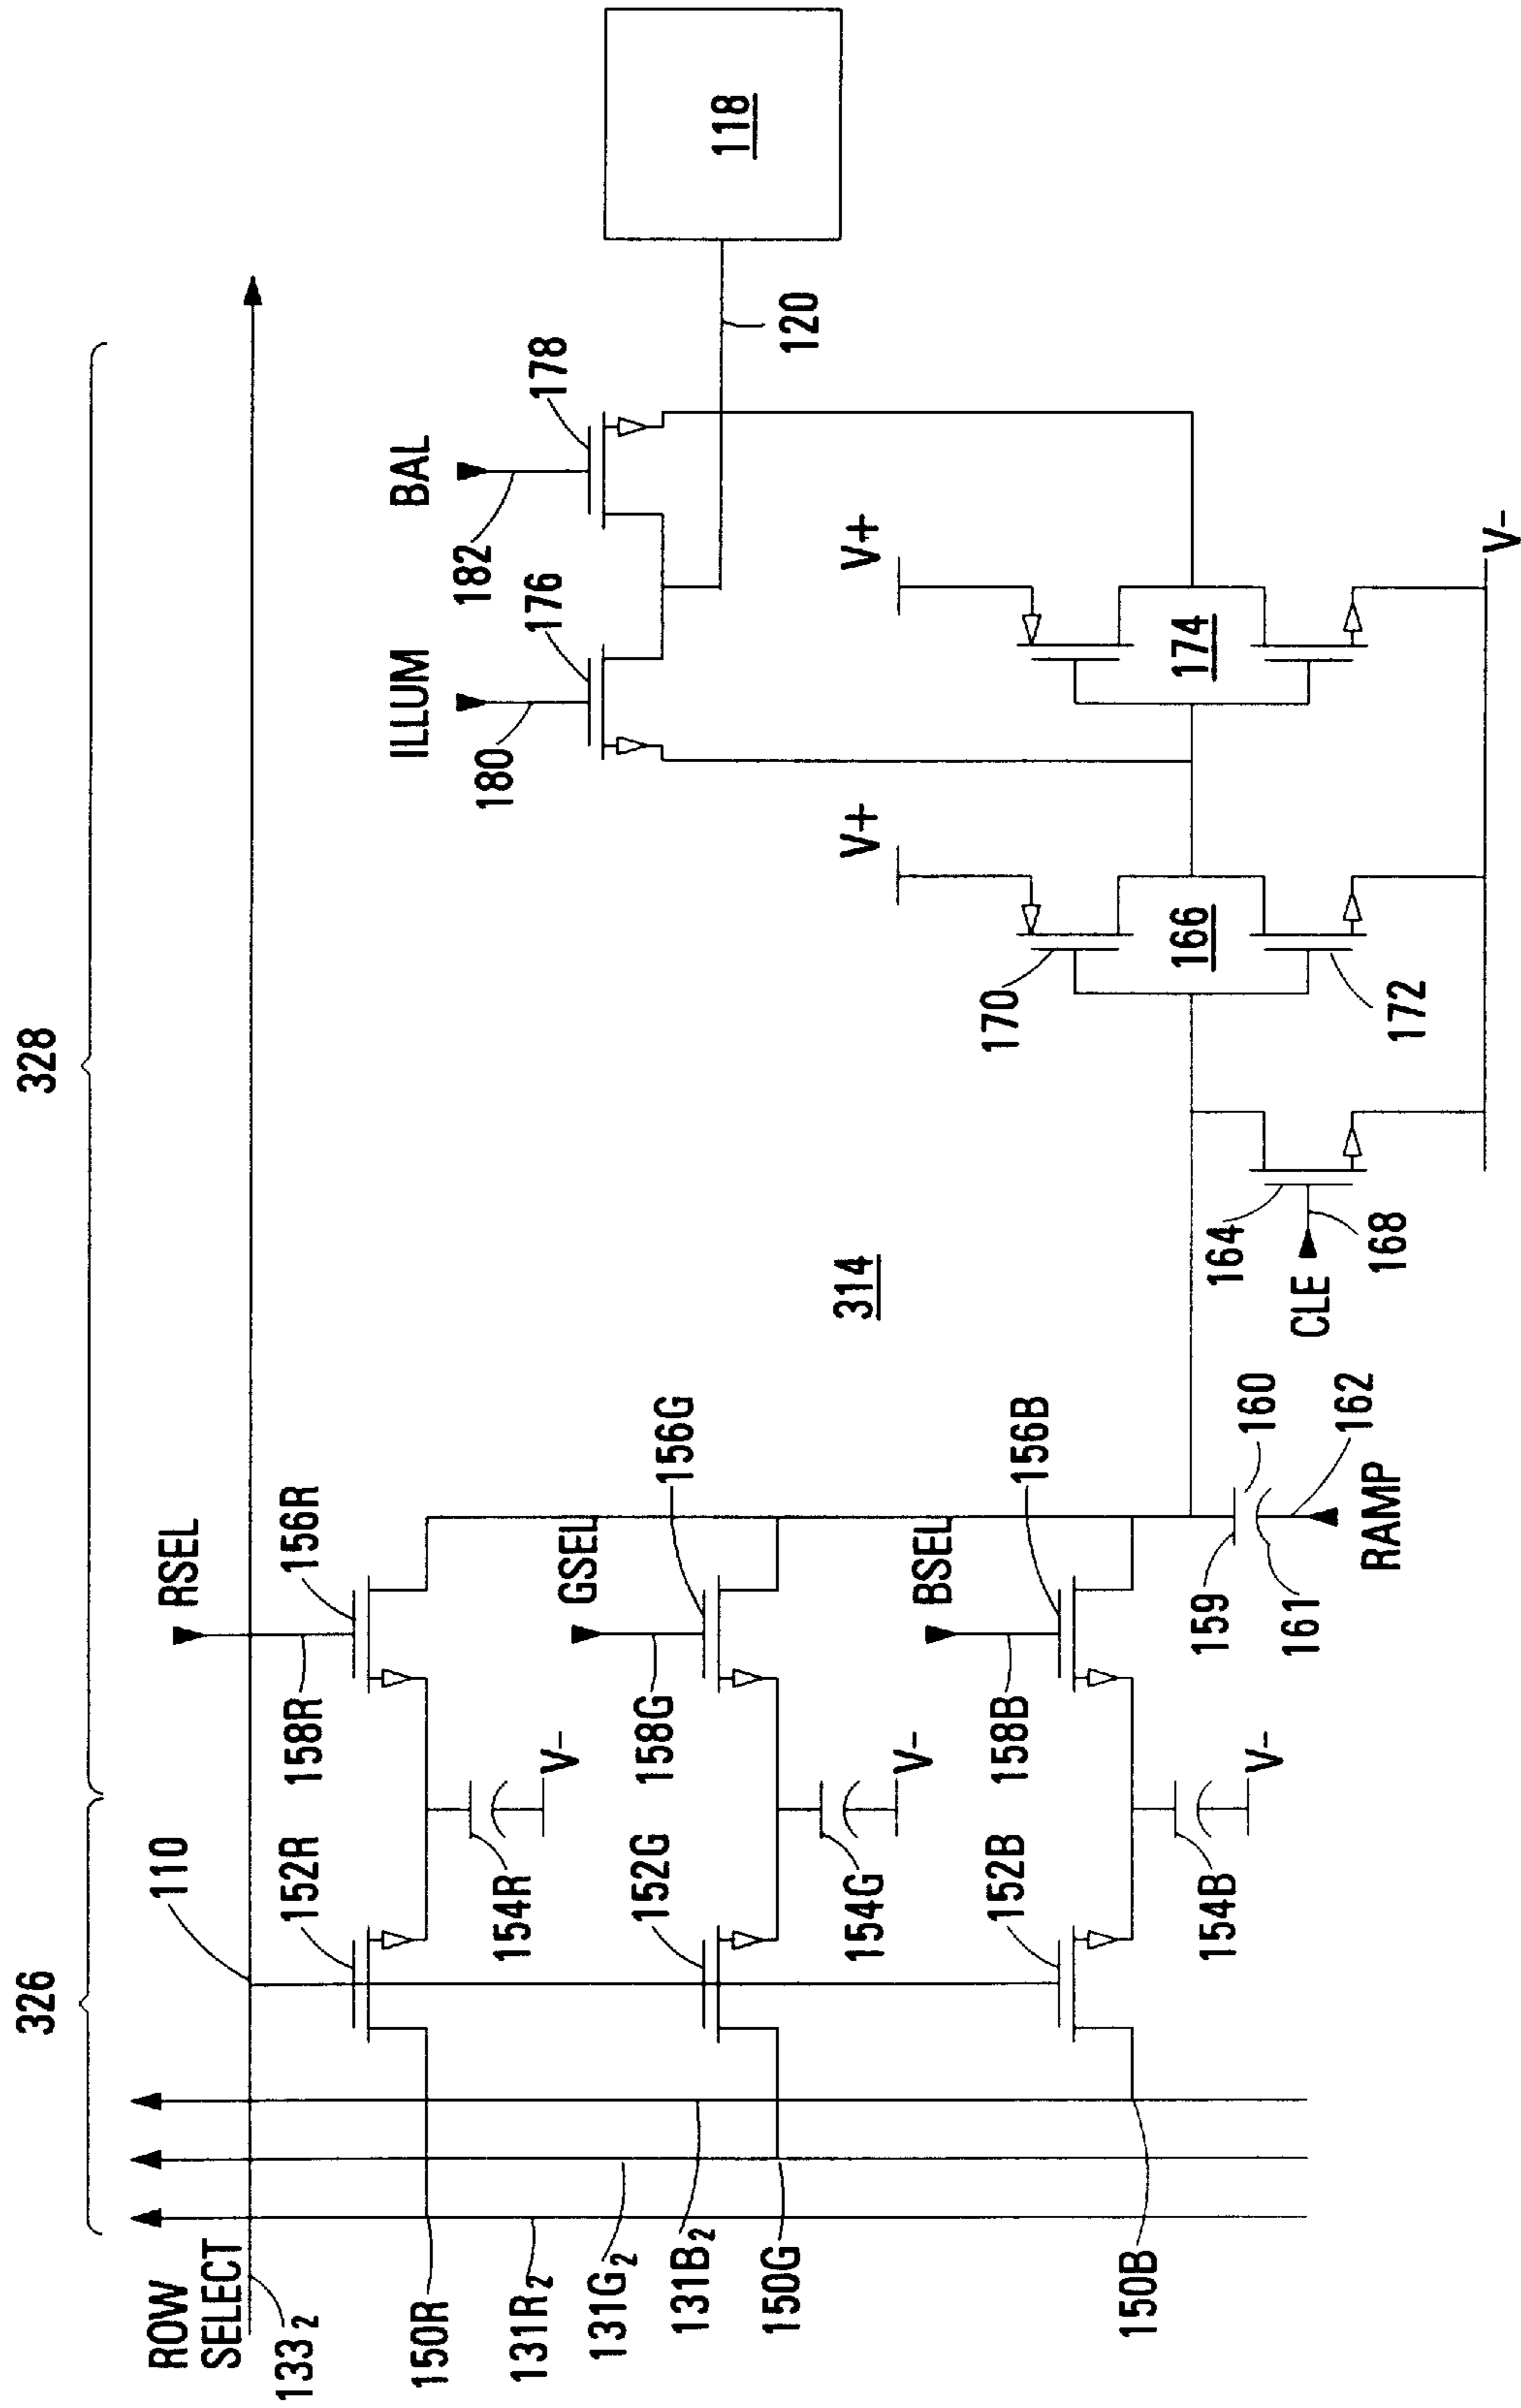 326
328
ROW
SELECT
133₂
110
RSEL
158R
156R
152R
154R
V-
150R
131R₂
131G₂
131B₂
150G
150B
152G
154G
V-
GSEL
158G
156G
152B
154B
V-
BSEL
158B
156B
159
160
161
162
RAMP
314
CLE
164
168
170
166
172
V+
ILLUM
180
176
BAL
182
178
V+
174
V-
120
118